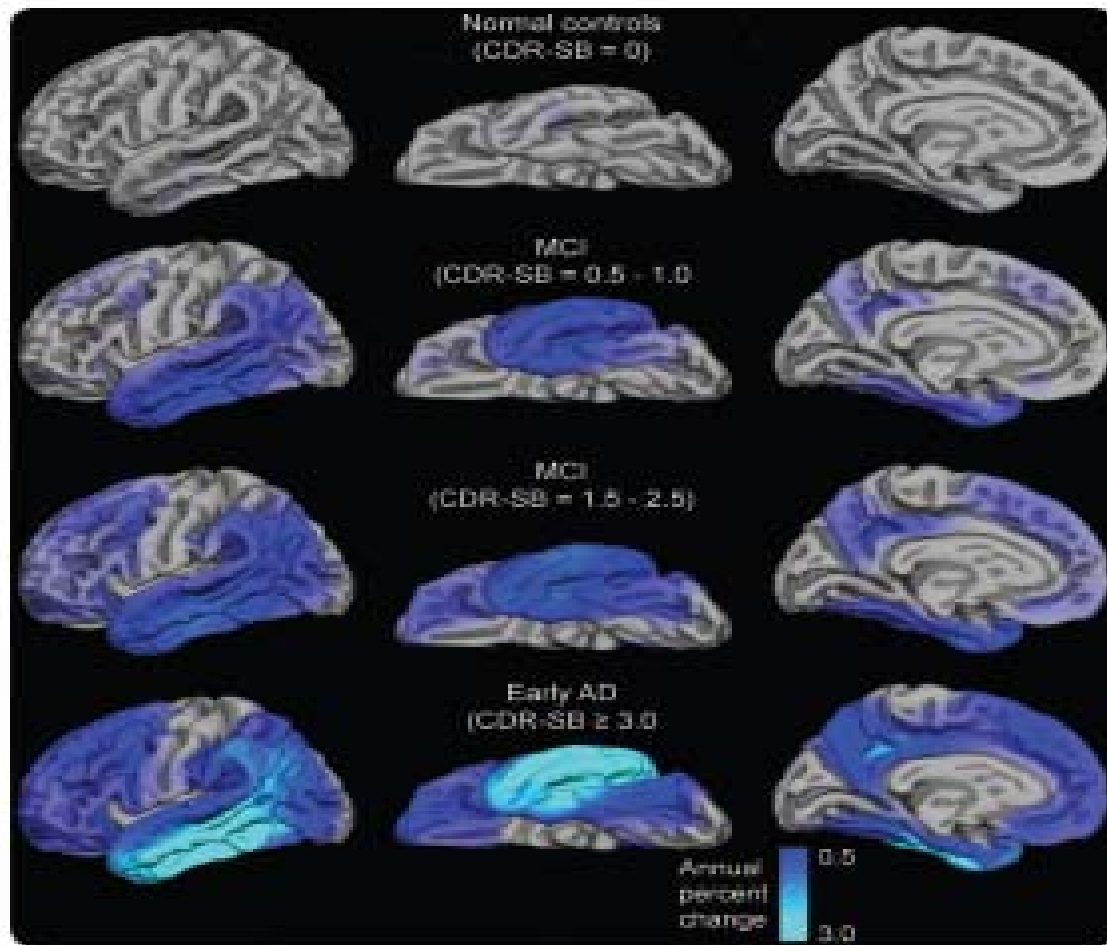 Normal controls
(CDR-SB = 0)
MCI
(CDR-SB = 0.5 - 1.0
MCI
(CDR-SB = 1.5 - 2.5)
Early AD
(CDR-SB ≥ 3.0
Annual
percent
change
0.5
3.0